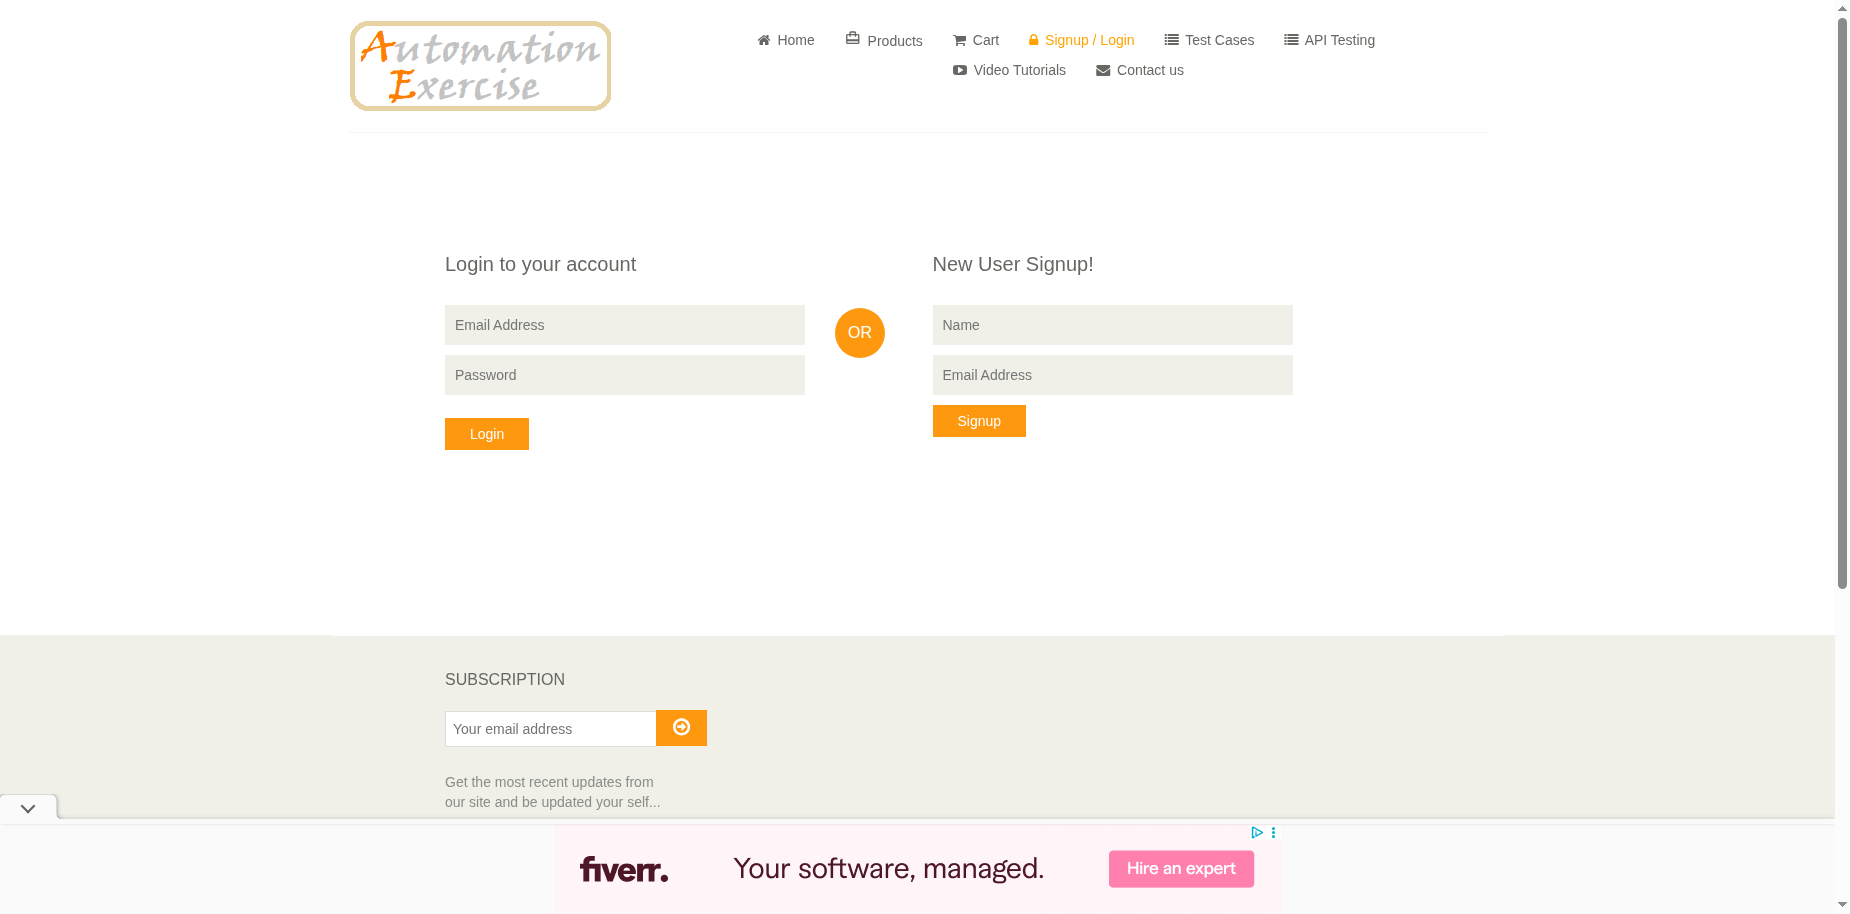 Automation
Exercise
Home
Products
Cart
Signup / Login
Test Cases
API Testing
Video Tutorials
Contact us
Login to your account
Email Address
Password
Login
OR
New User Signup!
Name
Email Address
Signup
SUBSCRIPTION
Your email address
Get the most recent updates from
our site and be updated your self...
fiverr.
Your software, managed.
Hire an expert